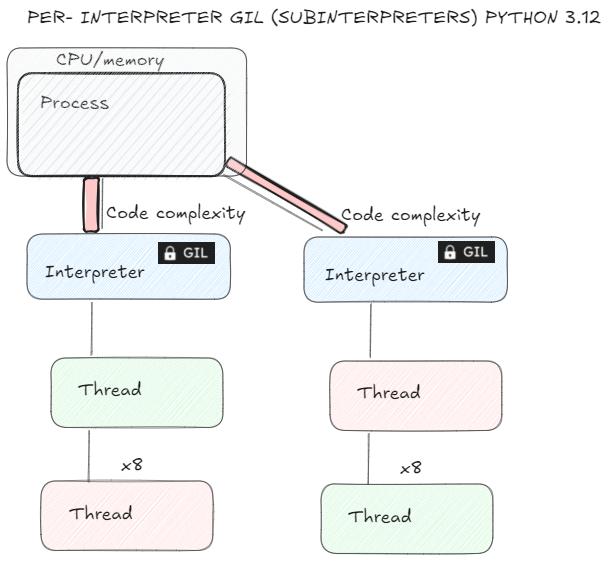 PER- INTERPRETER GIL (SUBINTERPRETERS) PYTHON 3.12
CPU/memory
Process
Code complexity
Code complexity
GIL
Interpreter
GIL
Interpreter
Thread
Thread
x8
x8
Thread
Thread